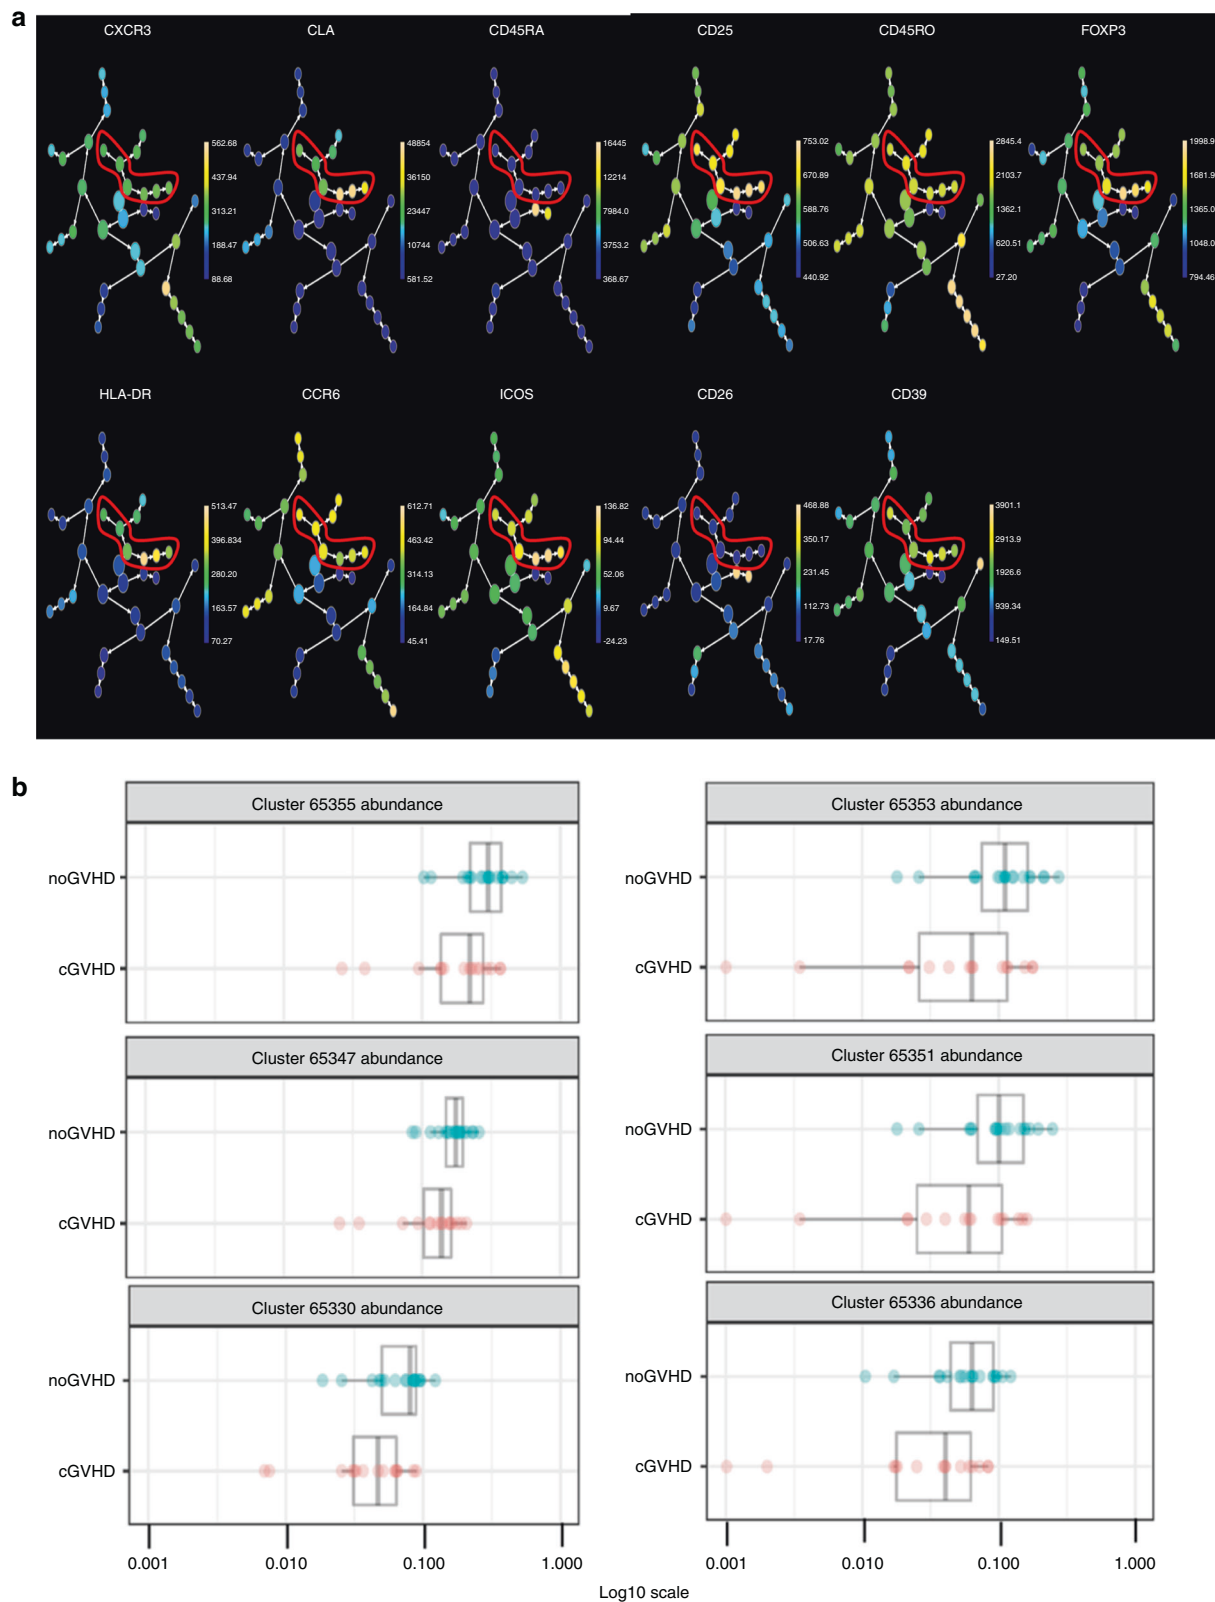 a
CXCR3 CLA CD45RA CD25 CD45RO FOXP3
562.68 48854 16445 753.02 2845.4 1998.9
437.94 36150 12214 670.89 2103.7 1681.9
313.21 23447 7984.0 588.76 1362.1 1365.0
188.47 10744 3753.2 506.63 620.51 1048.0
88.68 581.52 368.67 440.92 27.20 794.46
HLA-DR CCR6 ICOS CD26 CD39
513.47 612.71 136.82 468.88 3901.1
396.834 463.42 94.44 350.17 2913.9
280.20 314.13 52.06 231.45 1926.6
163.57 164.84 9.67 112.73 939.34
70.27 45.41 -24.23 17.76 149.51
b
Cluster 65355 abundance
noGVHD
cGVHD
Cluster 65353 abundance
noGVHD
cGVHD
Cluster 65347 abundance
noGVHD
cGVHD
Cluster 65351 abundance
noGVHD
cGVHD
Cluster 65330 abundance
noGVHD
cGVHD
Cluster 65336 abundance
noGVHD
cGVHD
0.001 0.010 0.100 1.000
0.001 0.010 0.100 1.000
Log10 scale